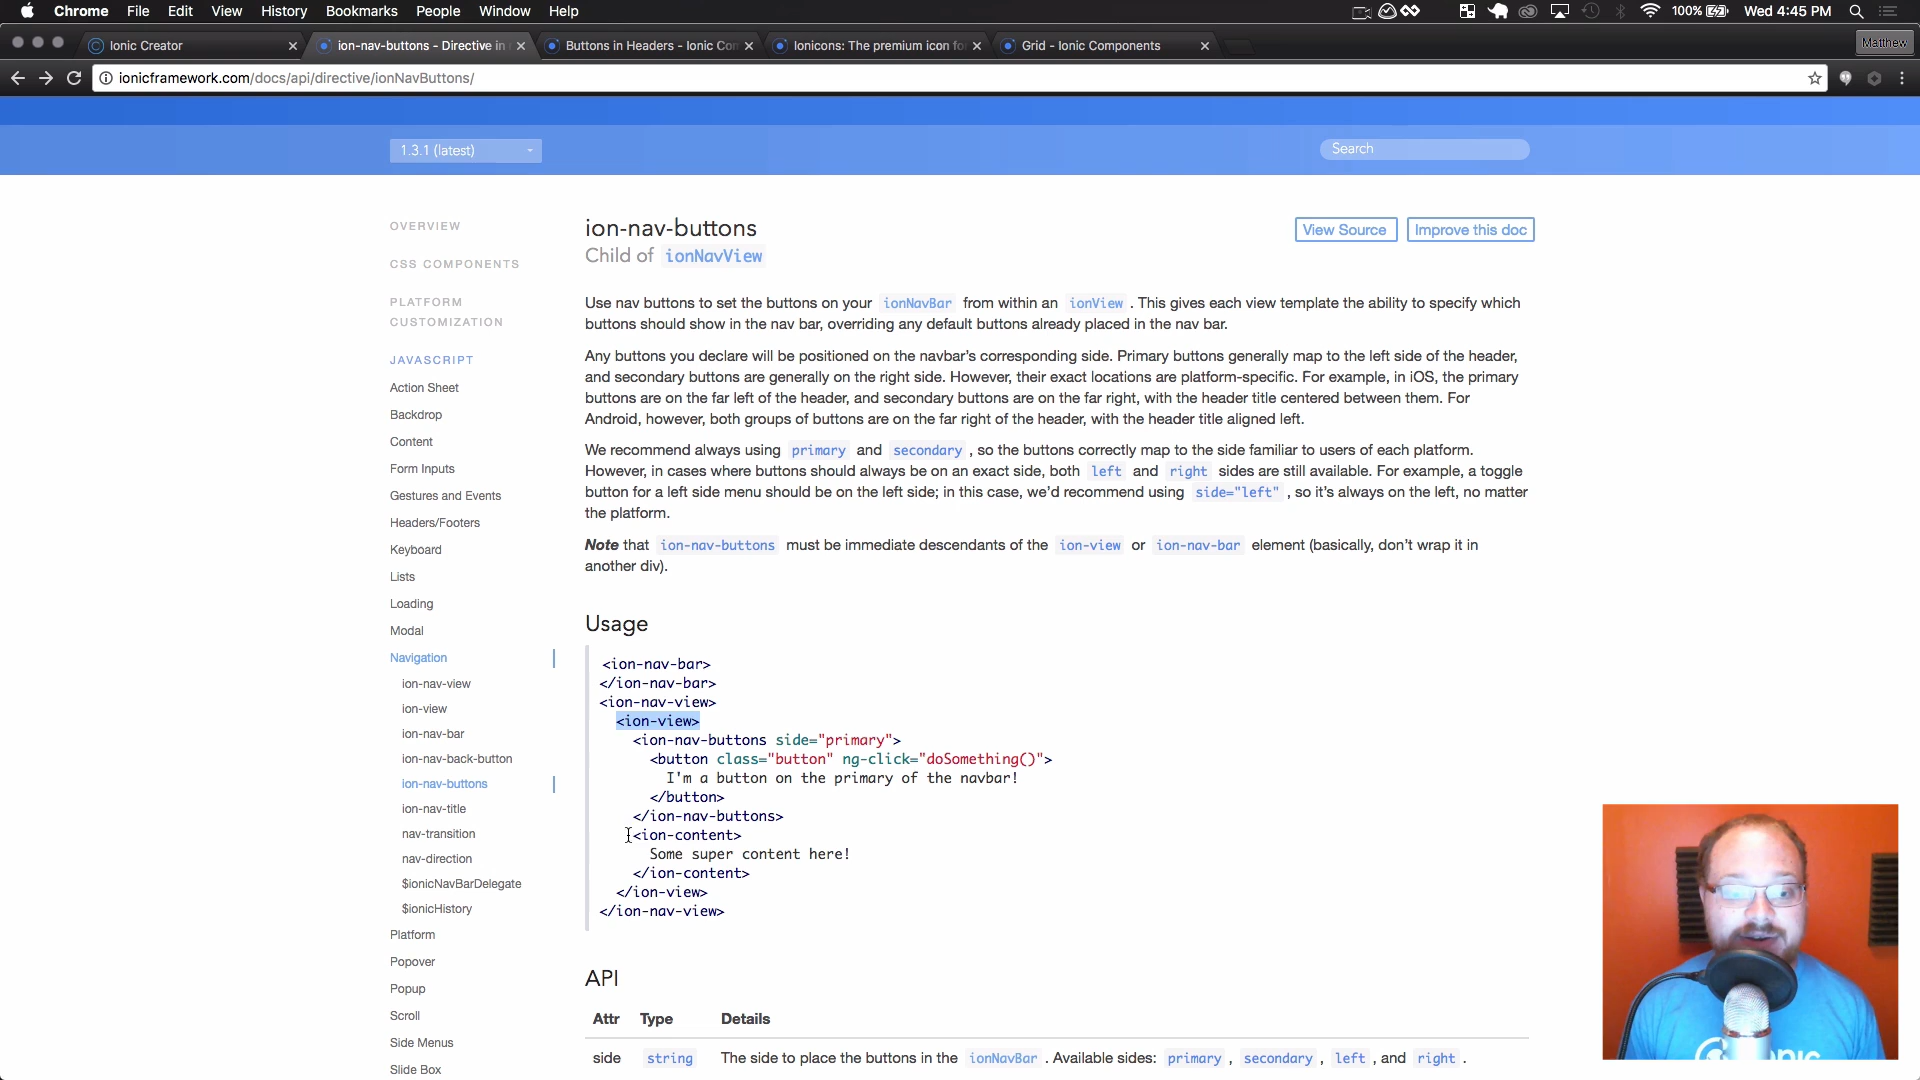 Chrome File Edit View History Bookmarks People Window Help
100% Wed 4:45 PM
Ionic Creator
ion-nav-buttons - Directive in
Buttons in Headers - Ionic Con
Ionicons: The premium icon fo
Grid - Ionic Components
Matthew
ionicframework.com/docs/api/directive/ionNavButtons/
1.3.1 (latest)
Search
OVERVIEW
CSS COMPONENTS
PLATFORM
CUSTOMIZATION
JAVASCRIPT
Action Sheet
Backdrop
Content
Form Inputs
Gestures and Events
Headers/Footers
Keyboard
Lists
Loading
Modal
Navigation
ion-nav-view
ion-view
ion-nav-bar
ion-nav-back-button
ion-nav-buttons
ion-nav-title
nav-transition
nav-direction
$ionicNavBarDelegate
$ionicHistory
Platform
Popover
Popup
Scroll
Side Menus
Slide Box
ion-nav-buttons
View Source
Improve this doc
Child of ionNavView
Use nav buttons to set the buttons on your ionNavBar from within an ionView . This gives each view template the ability to specify which
buttons should show in the nav bar, overriding any default buttons already placed in the nav bar.
Any buttons you declare will be positioned on the navbar's corresponding side. Primary buttons generally map to the left side of the header,
and secondary buttons are generally on the right side. However, their exact locations are platform-specific. For example, in iOS, the primary
buttons are on the far left of the header, and secondary buttons are on the far right, with the header title centered between them. For
Android, however, both groups of buttons are on the far right of the header, with the header title aligned left.
We recommend always using primary and secondary , so the buttons correctly map to the side familiar to users of each platform.
However, in cases where buttons should always be on an exact side, both left and right sides are still available. For example, a toggle
button for a left side menu should be on the left side; in this case, we'd recommend using side="left" , so it's always on the left, no matter
the platform.
Note that ion-nav-buttons must be immediate descendants of the ion-view or ion-nav-bar element (basically, don't wrap it in
another div).
Usage
<ion-nav-bar>
</ion-nav-bar>
<ion-nav-view>
<ion-view>
<ion-nav-buttons side="primary">
<button class="button" ng-click="doSomething()">
I'm a button on the primary of the navbar!
</button>
</ion-nav-buttons>
<ion-content>
Some super content here!
</ion-content>
</ion-view>
</ion-nav-view>
API
Attr Type Details
side string The side to place the buttons in the ionNavBar . Available sides: primary , secondary , left , and right .